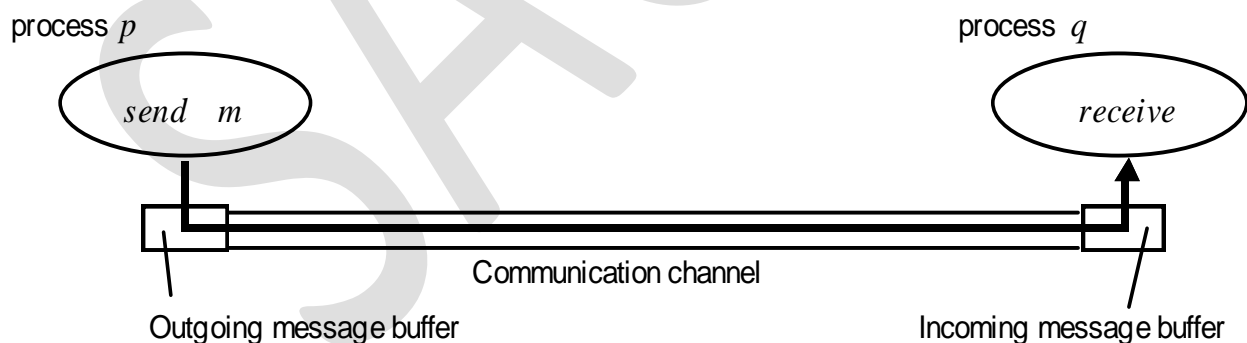 process p
process q
send m
receive
Communication channel
Outgoing message buffer
Incoming message buffer